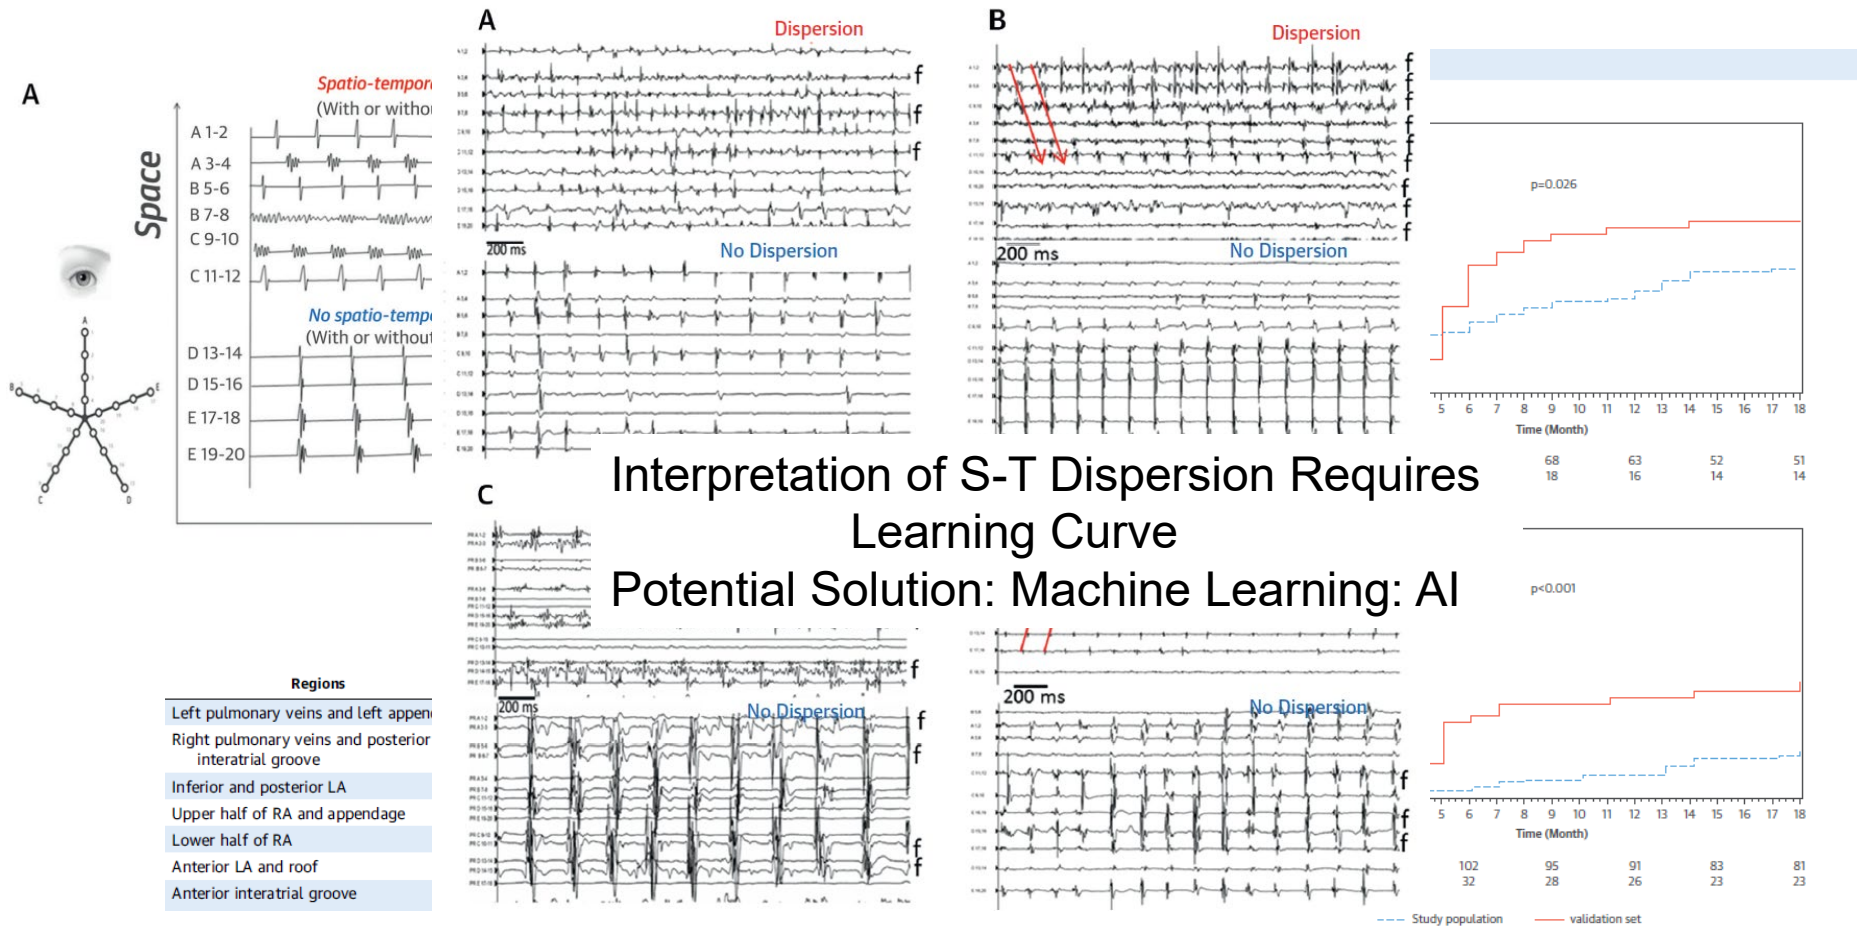 A
Spatio-tempor
(With or withou
Space
A 1-2
A 3-4
B 5-6
B 7-8
C 9-10
C 11-12
No spatio-temp
(With or without
D 13-14
D 15-16
E 17-18
E 19-20
A
B
E
C
D
Regions
Left pulmonary veins and left appen
Right pulmonary veins and posterior
interatrial groove
Inferior and posterior LA
Upper half of RA and appendage
Lower half of RA
Anterior LA and roof
Anterior interatrial groove
A
Dispersion
f
f
f
200 ms
No Dispersion
B
Dispersion
f
f
f
f
f
f
f
f
f
200 ms
No Dispersion
Interpretation of S-T Dispersion Requires
Learning Curve
Potential Solution: Machine Learning: AI
C
f
200 ms
No Dispersion
f
f
f
f
200 ms
No Dispersion
f
f
f
p=0.026
5 6 7 8 9 10 11 12 13 14 15 16 17 18
Time (Month)
68 63 52 51
18 16 14 14
p<0.001
5 6 7 8 9 10 11 12 13 14 15 16 17 18
Time (Month)
102 95 91 83 81
32 28 26 23 23
Study population validation set